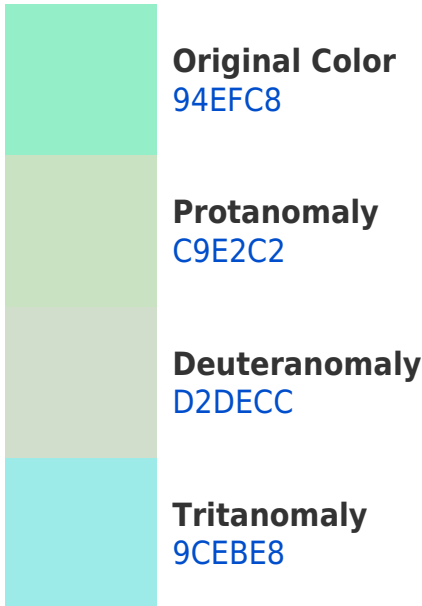 Original Color
94EFC8
Protanomaly
C9E2C2
Deuteranomaly
D2DECC
Tritanomaly
9CEBE8